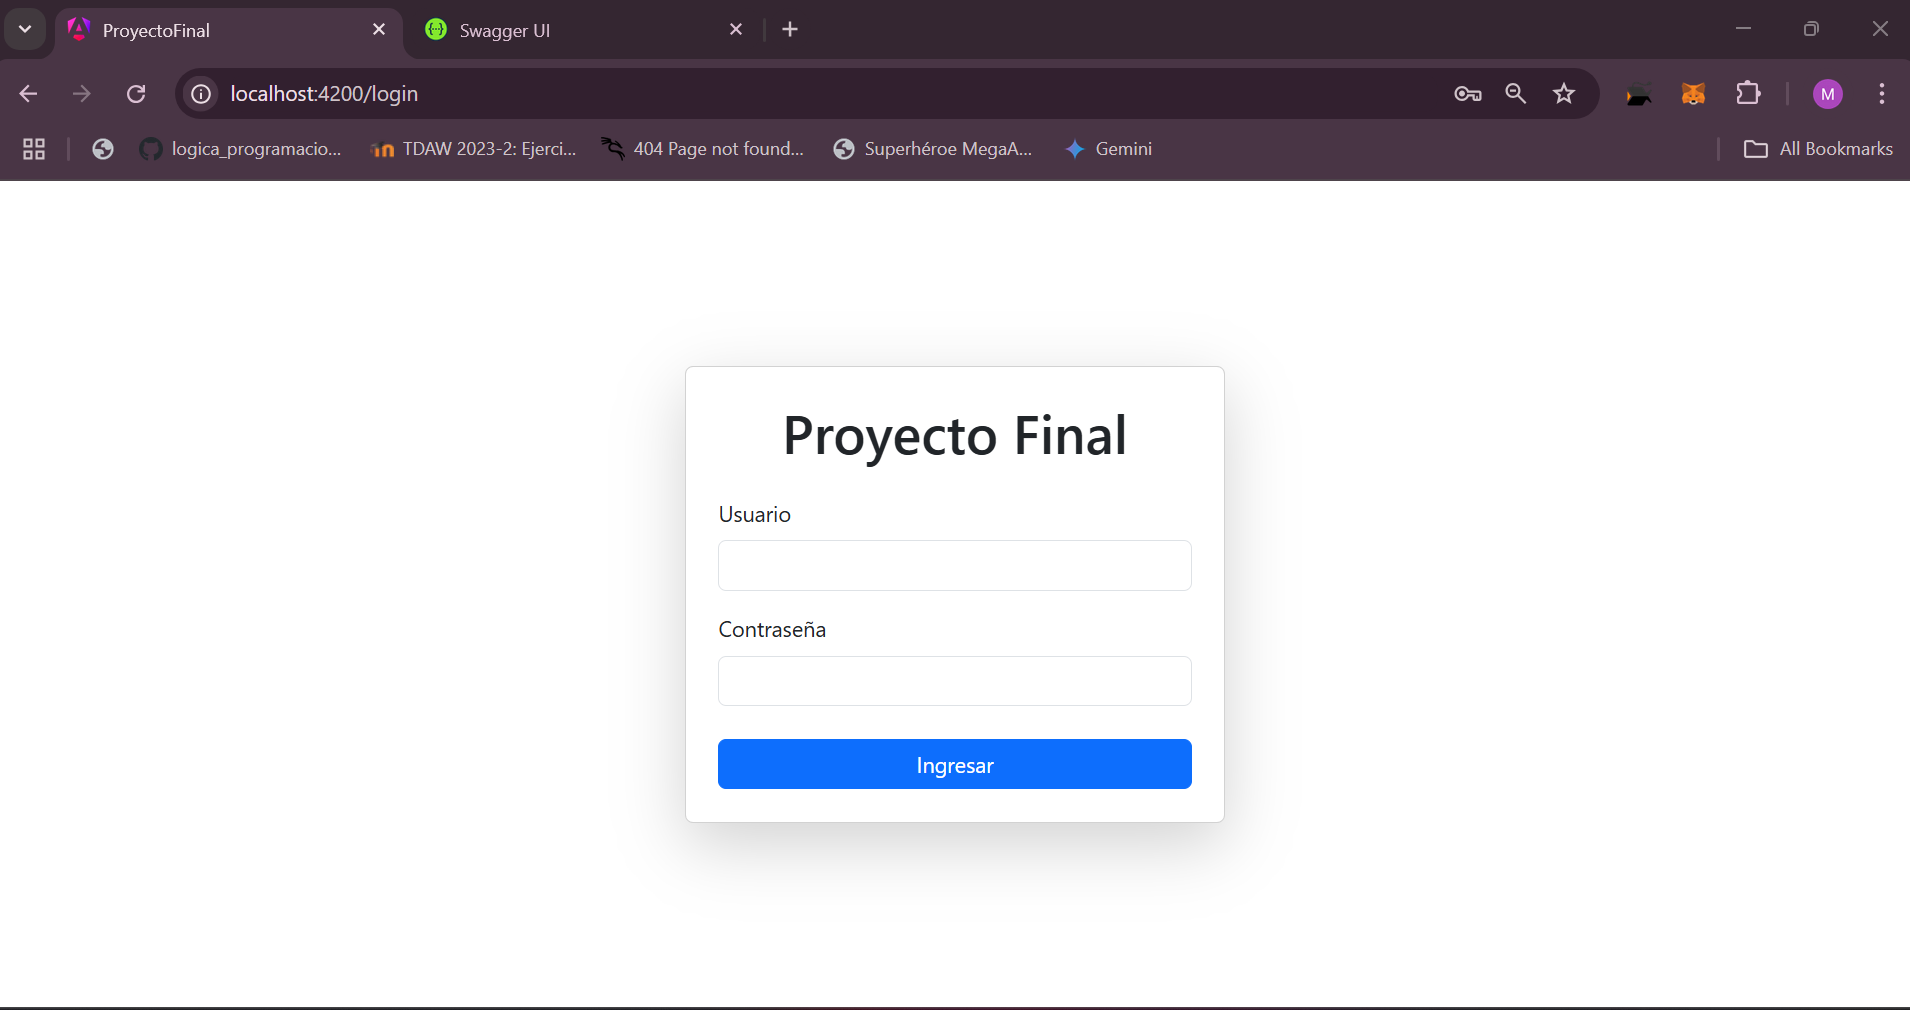 ProyectoFinal
Swagger UI
localhost:4200/login
M
logica_programacio...
TDAW 2023-2: Ejerci...
404 Page not found...
Superhéroe MegaA...
Gemini
All Bookmarks
Proyecto Final
Usuario
Contraseña
Ingresar